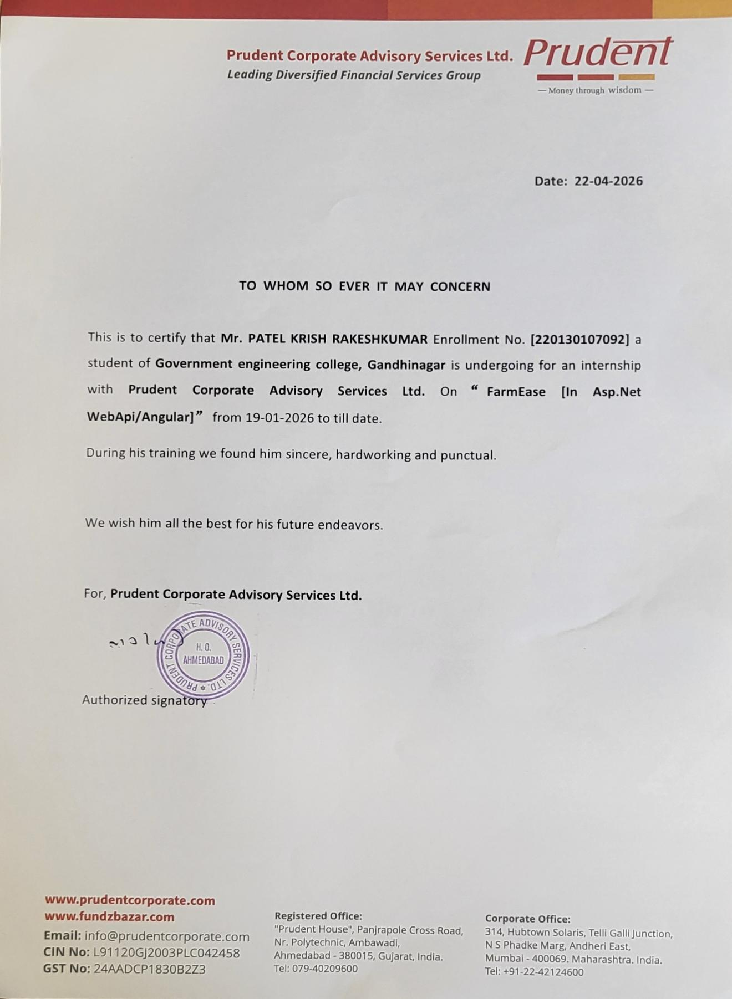 Prudent Corporate Advisory Services Ltd.
Leading Diversified Financial Services Group
Prudent
— Money through wisdom —
Date: 22-04-2026
TO WHOM SO EVER IT MAY CONCERN
This is to certify that Mr. PATEL KRISH RAKESHKUMAR Enrollment No. [220130107092] a
student of Government engineering college, Gandhinagar is undergoing for an internship
with Prudent Corporate Advisory Services Ltd. On “ FarmEase [In Asp.Net
WebApi/Angular]” from 19-01-2026 to till date.
During his training we found him sincere, hardworking and punctual.
We wish him all the best for his future endeavors.
For, Prudent Corporate Advisory Services Ltd.
PRUDENT CORPORATE ADVISORY SERVICES LTD. *
H. O.
AHMEDABAD
Authorized signatory
www.prudentcorporate.com
www.fundzbazar.com
Email: info@prudentcorporate.com
CIN No: L91120GJ2003PLC042458
GST No: 24AADCP1830B2Z3
Registered Office:
"Prudent House", Panjrapole Cross Road,
Nr. Polytechnic, Ambawadi,
Ahmedabad - 380015, Gujarat, India.
Tel: 079-40209600
Corporate Office:
314, Hubtown Solaris, Telli Galli Junction,
N S Phadke Marg, Andheri East,
Mumbai - 400069. Maharashtra. India.
Tel: +91-22-42124600